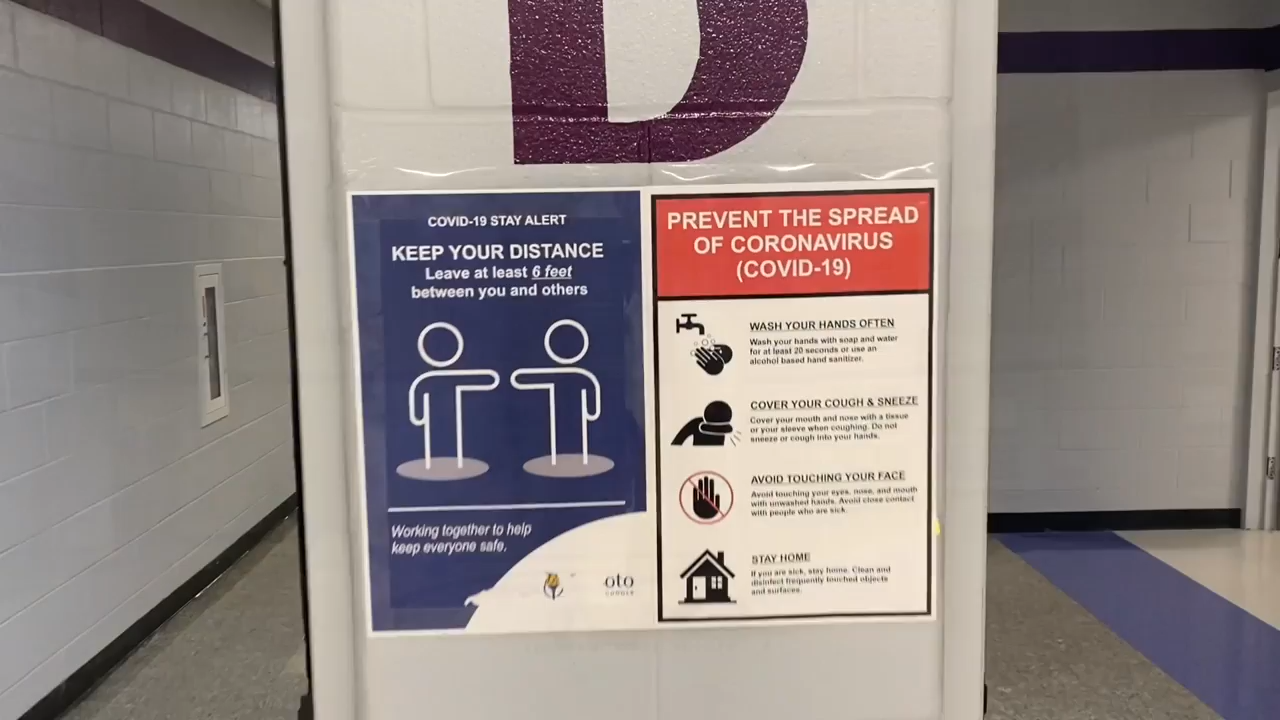 D
COVID-19 STAY ALERT
KEEP YOUR DISTANCE
Leave at least 6 feet
between you and others
Working together to help
keep everyone safe.
oto
PREVENT THE SPREAD
OF CORONAVIRUS
(COVID-19)
WASH YOUR HANDS OFTEN
Wash your hands with soap and water
for at least 20 seconds or use an
alcohol based hand sanitizer.
COVER YOUR COUGH & SNEEZE
Cover your mouth and nose with a tissue
or your sleeve when coughing. Do not
sneeze or cough into your hands.
AVOID TOUCHING YOUR FACE
Avoid touching your eyes, nose, and mouth
with unwashed hands. Avoid close contact
with people who are sick.
STAY HOME
If you are sick, stay home. Clean and
disinfect frequently touched objects
and surfaces.